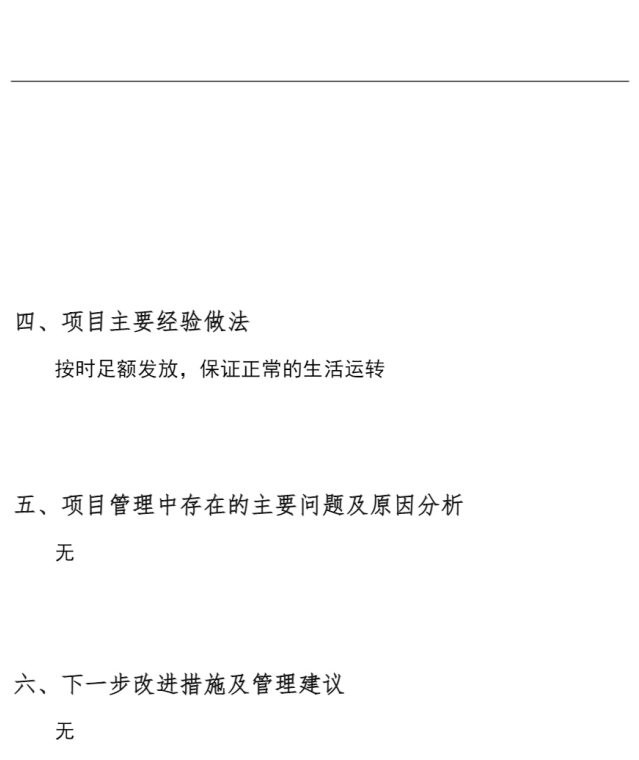 四、项目主要经验做法
按时足额发放，保证正常的生活运转
五、项目管理中存在的主要问题及原因分析
无
六、下一步改进措施及管理建议
无